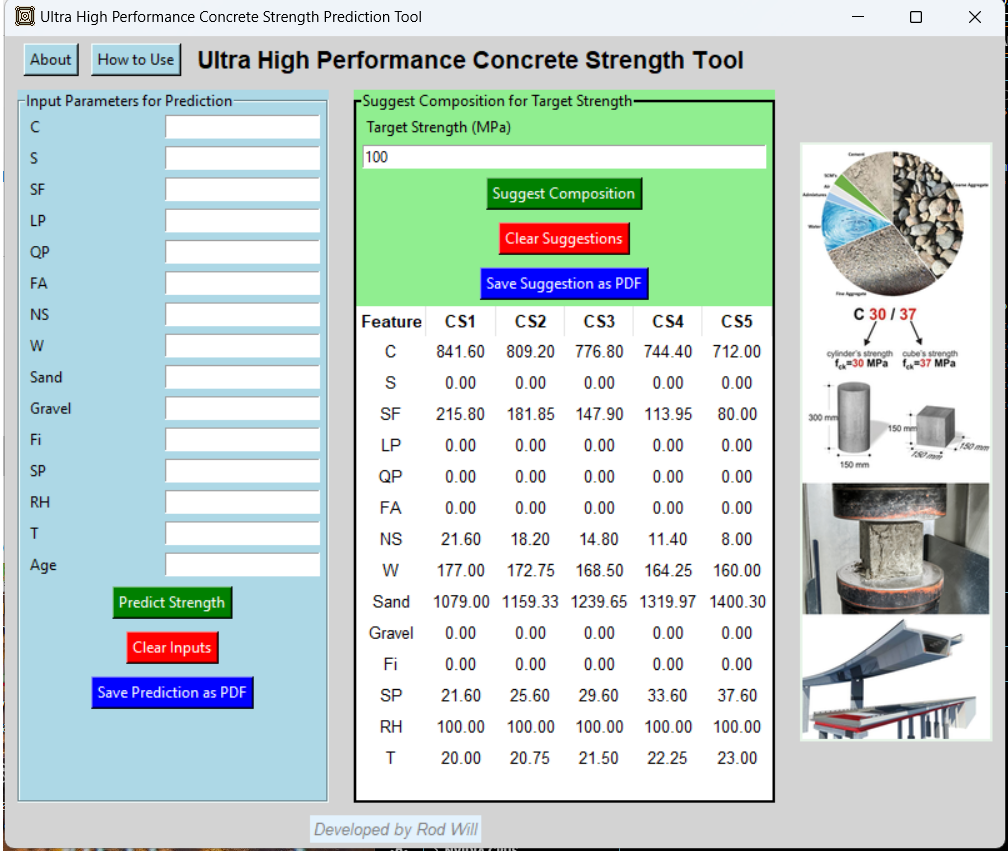 Ultra High Performance Concrete Strength Prediction Tool
About How to Use Ultra High Performance Concrete Strength Tool
Input Parameters for Prediction
C
S
SF
LP
QP
FA
NS
W
Sand
Gravel
Fi
SP
RH
T
Age
Predict Strength
Clear Inputs
Save Prediction as PDF
Suggest Composition for Target Strength
Target Strength (MPa)
100
Suggest Composition
Clear Suggestions
Save Suggestion as PDF
Feature CS1 CS2 CS3 CS4 CS5
C 841.60 809.20 776.80 744.40 712.00
S 0.00 0.00 0.00 0.00 0.00
SF 215.80 181.85 147.90 113.95 80.00
LP 0.00 0.00 0.00 0.00 0.00
QP 0.00 0.00 0.00 0.00 0.00
FA 0.00 0.00 0.00 0.00 0.00
NS 21.60 18.20 14.80 11.40 8.00
W 177.00 172.75 168.50 164.25 160.00
Sand 1079.00 1159.33 1239.65 1319.97 1400.30
Gravel 0.00 0.00 0.00 0.00 0.00
Fi 0.00 0.00 0.00 0.00 0.00
SP 21.60 25.60 29.60 33.60 37.60
RH 100.00 100.00 100.00 100.00 100.00
T 20.00 20.75 21.50 22.25 23.00
Cement
SCM's
Air
Admixtures
Water
Coarse Aggregate
Fine Aggregate
C 30 / 37
cylinder's strength cube's strength
fck=30 MPa fck=37 MPa
300 mm
150 mm
150 mm
150 mm
150 mm
Developed by Rod Will